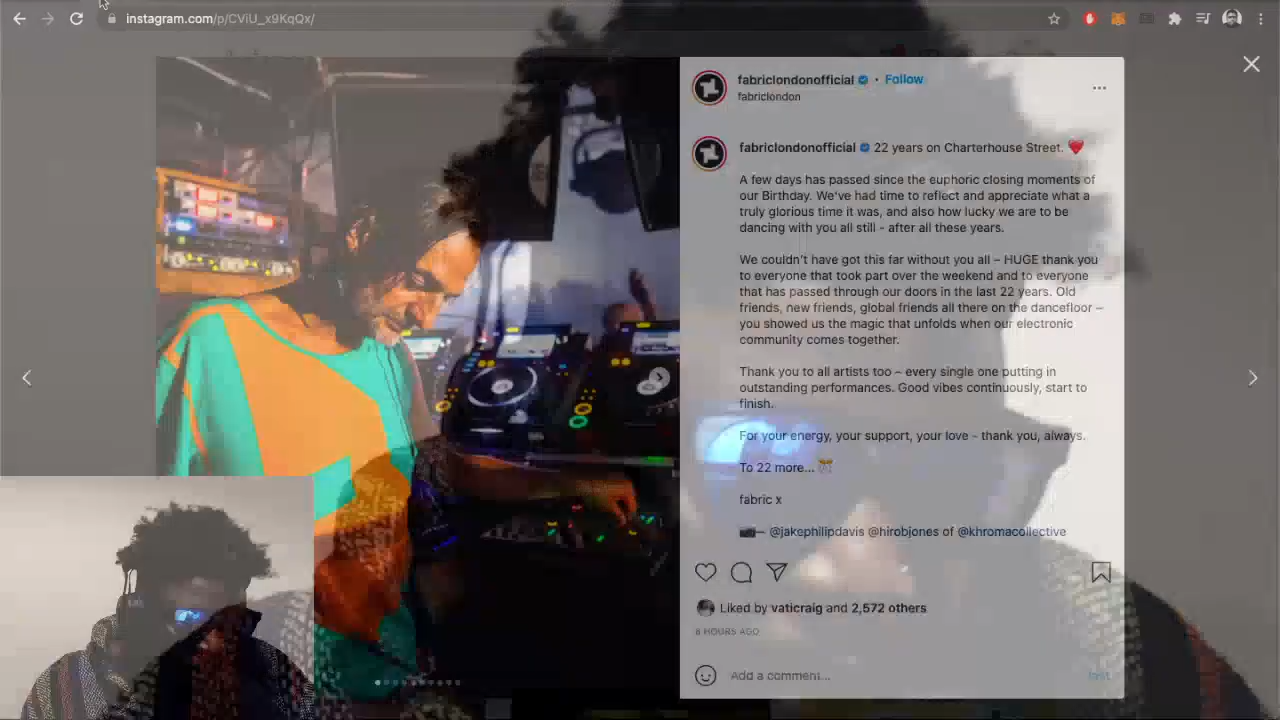 instagram.com/p/CViU_x9KqQx/
fabriclondonofficial • Follow
fabriclondon
fabriclondonofficial 22 years on Charterhouse Street. ❤️
A few days has passed since the euphoric closing moments of
our Birthday. We've had time to reflect and appreciate what a
truly glorious time it was, and also how lucky we are to be
dancing with you all still - after all these years.
We couldn't have got this far without you all – HUGE thank you
to everyone that took part over the weekend and to everyone
that has passed through our doors in the last 22 years. Old
friends, new friends, global friends all there on the dancefloor –
you showed us the magic that unfolds when our electronic
community comes together.
Thank you to all artists too – every single one putting in
outstanding performances. Good vibes continuously, start to
finish.
For your energy, your support, your love - thank you, always.
To 22 more...
fabric x
📷— @jakephilipdavis @hirobjones of @khromacollective
Liked by vaticraig and 2,572 others
8 HOURS AGO
Add a comment...
Post